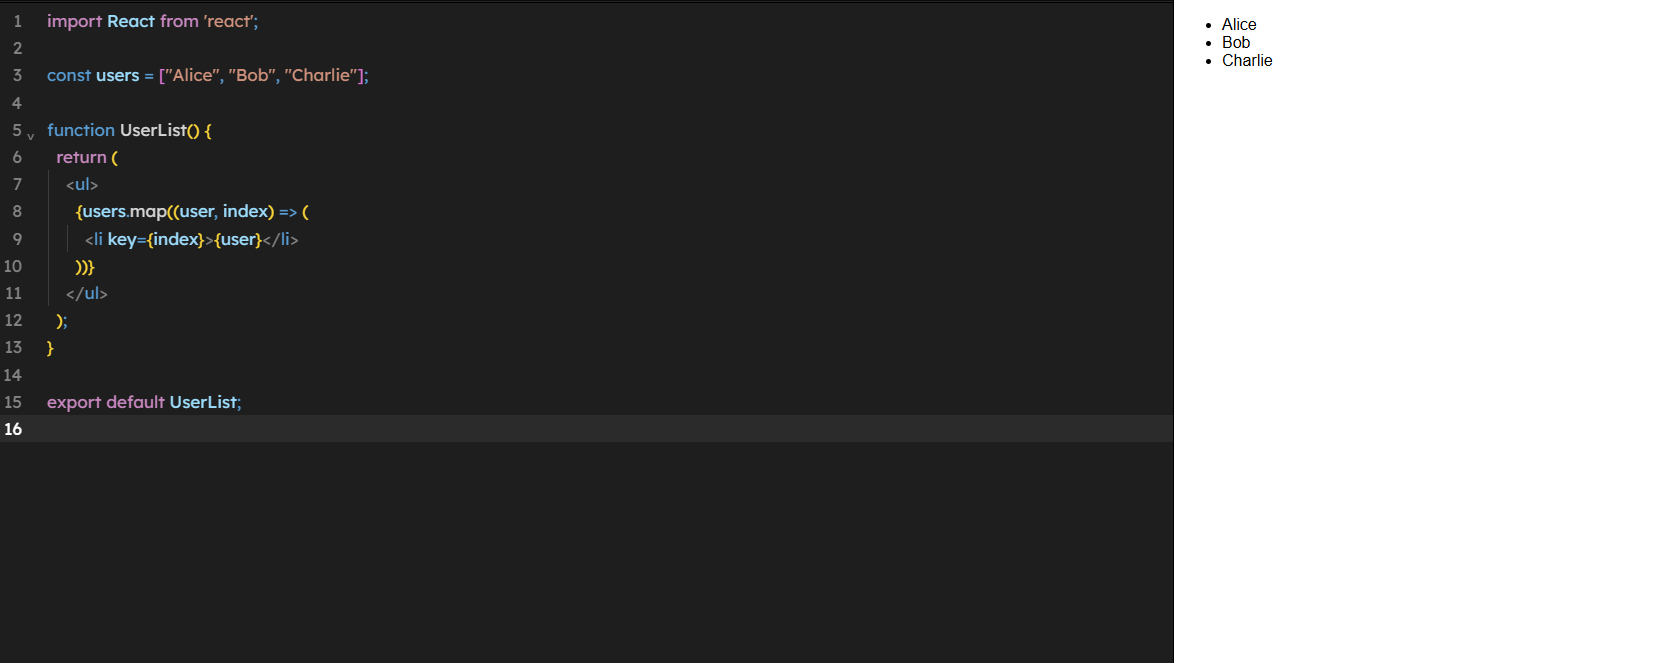 1 import React from 'react';
2
3 const users = ["Alice", "Bob", "Charlie"];
4
5 function UserList() {
6 return (
7 <ul>
8 {users.map((user, index) => (
9 <li key={index}>{user}</li>
10 ))}
11 </ul>
12 );
13 }
14
15 export default UserList;
16
• Alice
• Bob
• Charlie